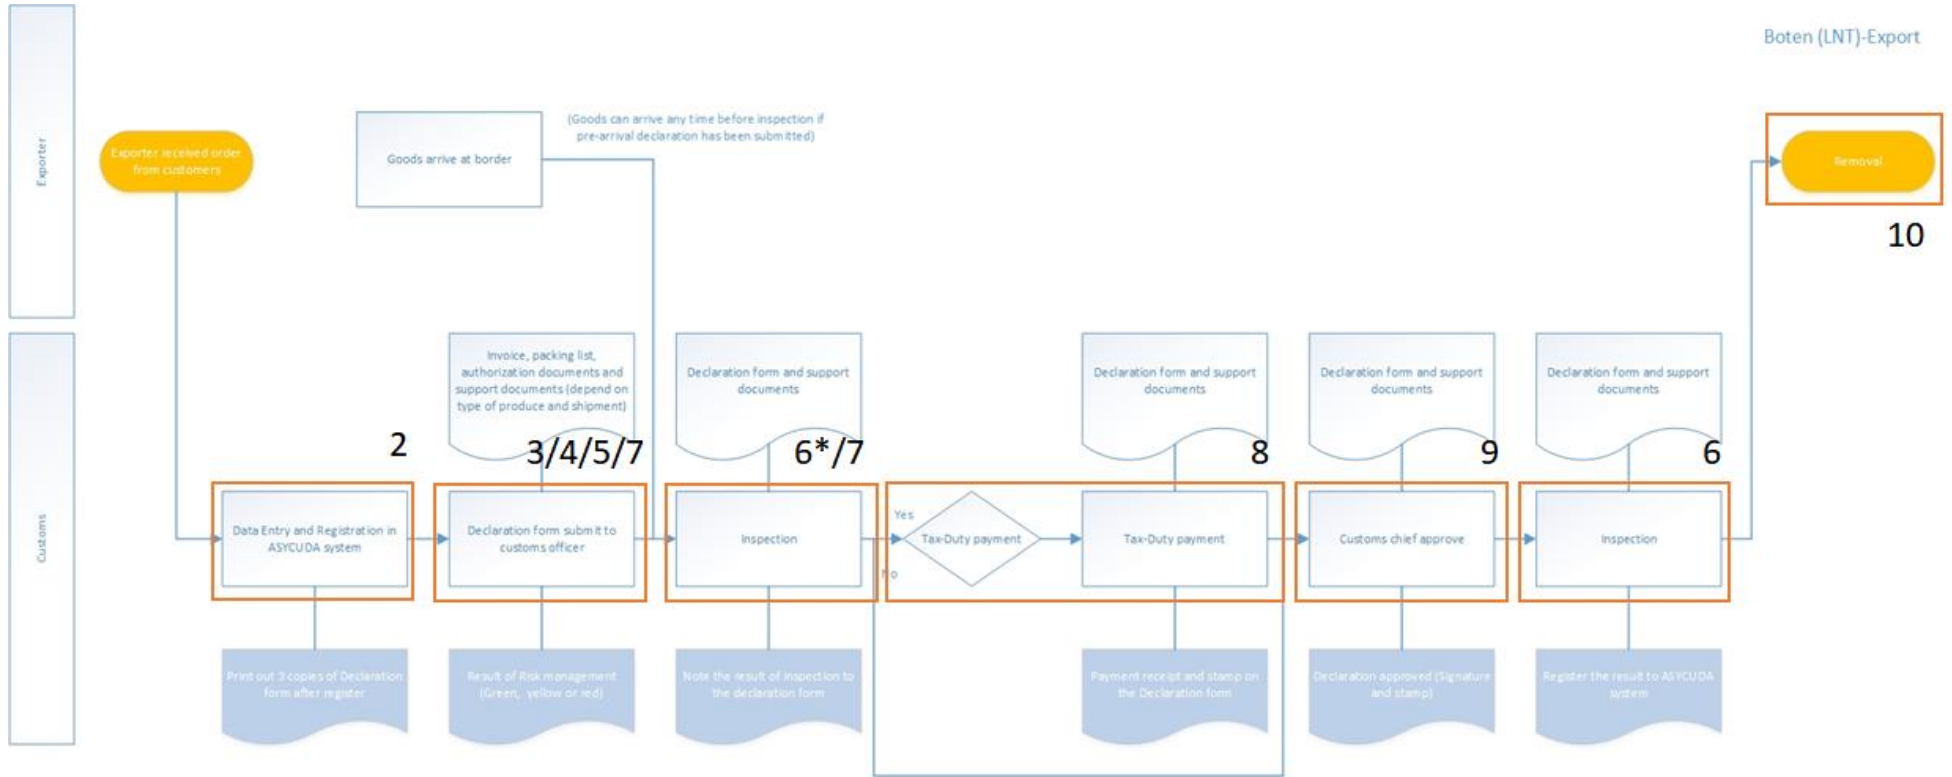 Boten (LNT)-Export
Exporter
Exporter received order
from customers
Goods arrive at border
(Goods can arrive any time before inspection if
pre-arrival declaration has been submitted)
Removal
10
Customs
Invoice, packing list,
authorization documents and
support documents (depend on
type of produce and shipment)
Declaration form and support
documents
Declaration form and support
documents
Declaration form and support
documents
Declaration form and support
documents
2
3/4/5/7
6*/7
8
9
6
Data Entry and Registration in
ASYCUDA system
Declaration form submit to
customs officer
Inspection
Yes
No
Tax-Duty payment
Tax-Duty payment
Customs chief approve
Inspection
Print out 3 copies of Declaration
form after register
Result of Risk management
(Green, yellow or red)
Note the result of inspection to
the declaration form
Payment receipt and stamp on
the Declaration form
Declaration approved (Signature
and stamp)
Register the result to ASYCUDA
system